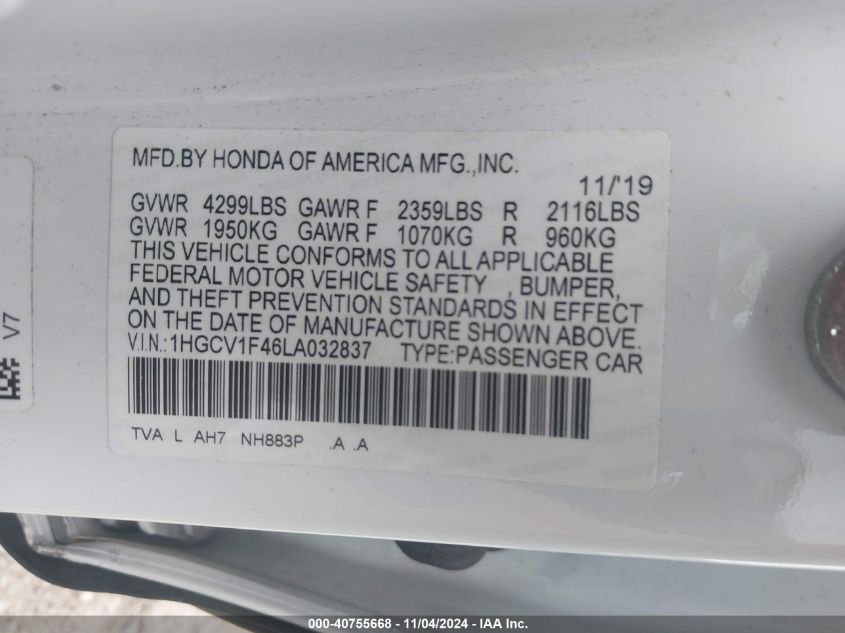 MFD.BY HONDA OF AMERICA MFG.,INC.
11/'19
GVWR 4299LBS GAWR F 2359LBS R 2116LBS
GVWR 1950KG GAWR F 1070KG R 960KG
THIS VEHICLE CONFORMS TO ALL APPLICABLE
FEDERAL MOTOR VEHICLE SAFETY , BUMPER,
AND THEFT PREVENTION STANDARDS IN EFFECT
ON THE DATE OF MANUFACTURE SHOWN ABOVE.
V.I.N.:1HGCV1F46LA032837 TYPE:PASSENGER CAR
TVA L AH7 NH883P .A .A
V7
000-40755668 - 11/04/2024 - IAA Inc.